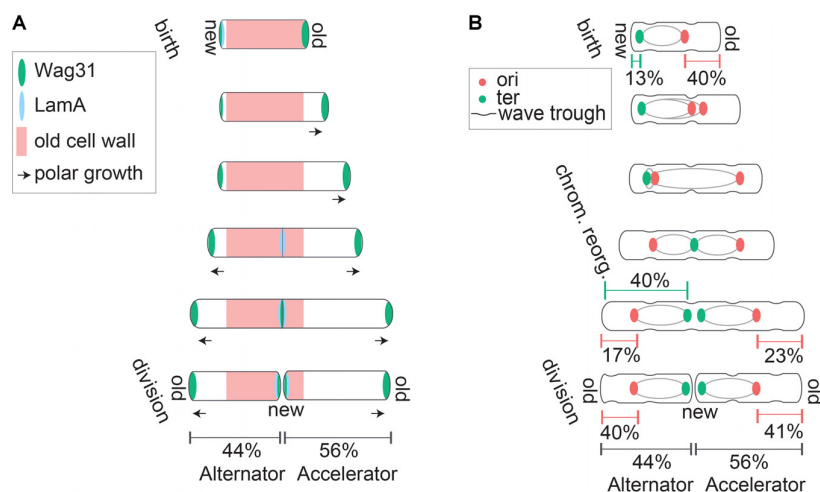 A
birth
new
old
Wag31
LamA
old cell wall
polar growth
division
old
new
old
44%
56%
Alternator
Accelerator
B
birth
new
old
13%
40%
ori
ter
wave trough
chrom. reorg.
40%
17%
23%
division
old
new
old
40%
41%
44%
56%
Alternator
Accelerator